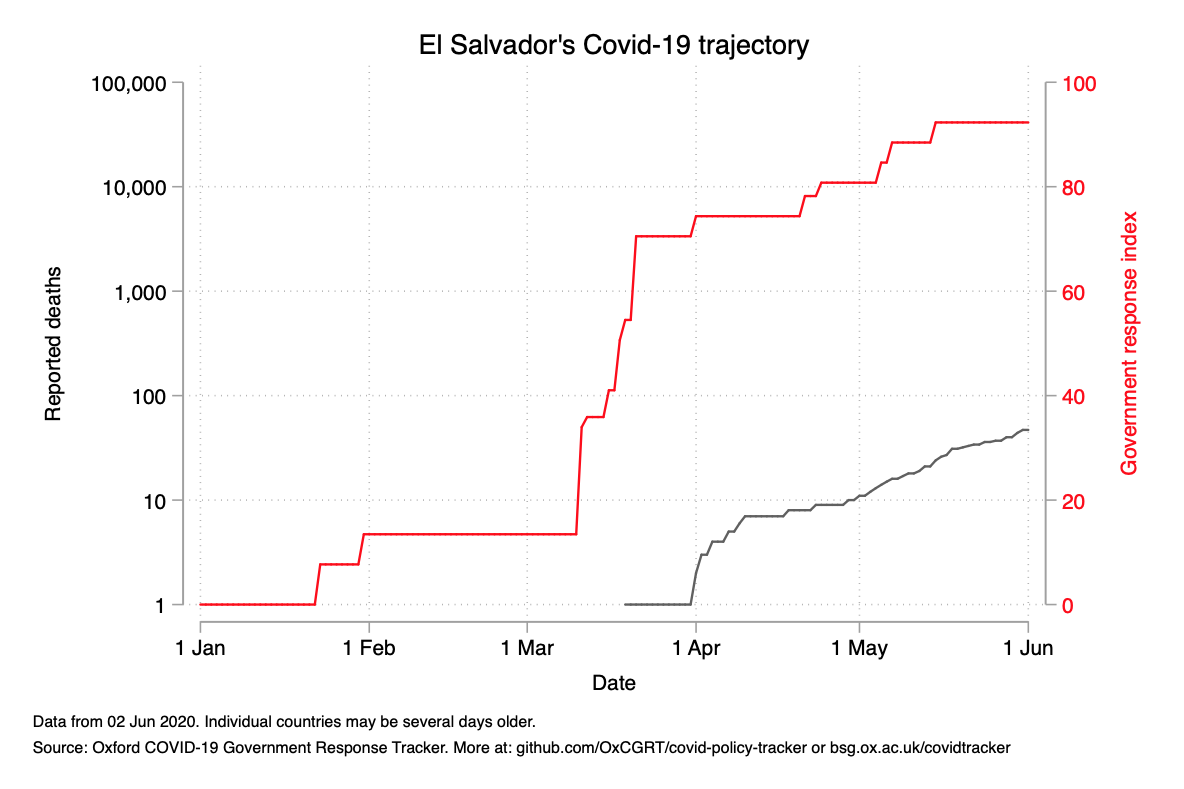 El Salvador's Covid-19 trajectory
100,000
10,000
1,000
100
10
1
Reported deaths
100
80
60
40
20
0
Government response index
1 Jan 1 Feb 1 Mar 1 Apr 1 May 1 Jun
Date
Data from 02 Jun 2020. Individual countries may be several days older.
Source: Oxford COVID-19 Government Response Tracker. More at: github.com/OxCGRT/covid-policy-tracker or bsg.ox.ac.uk/covidtracker